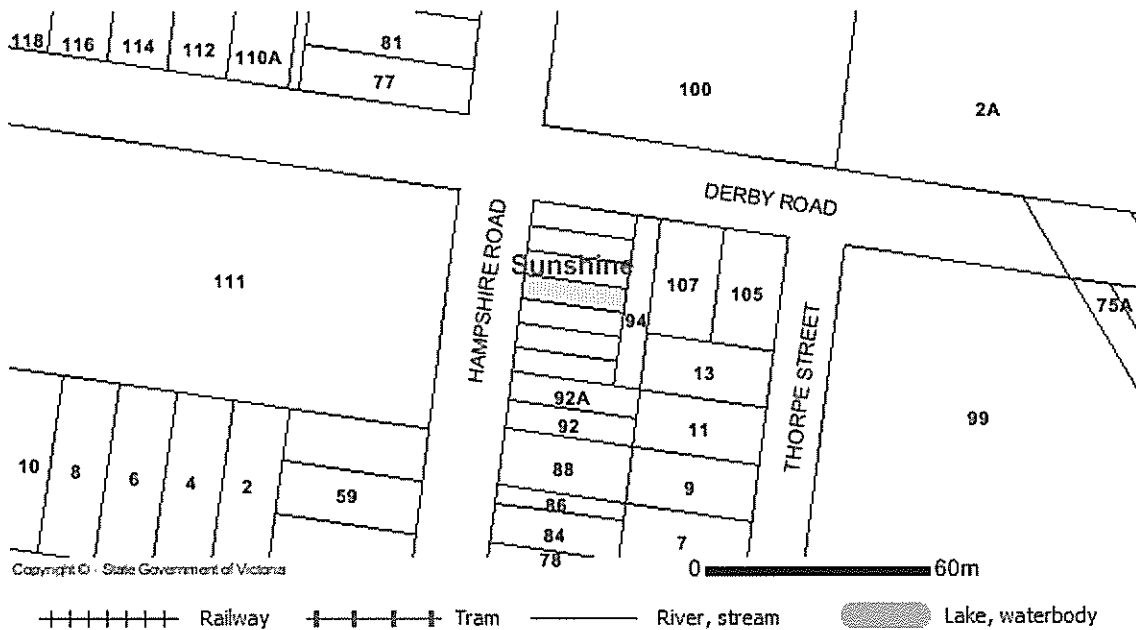 118 116 114 112 110A
81
77
100
2A
DERBY ROAD
HAMPSHIRE ROAD
Sunshine
111
107
105
94
75A
13
THORPE STREET
92A
92
11
99
10 8 6 4 2
59
88
9
86
84
7
78
Copyright © - State Government of Victoria
0 60m
Railway Tram River, stream Lake, waterbody